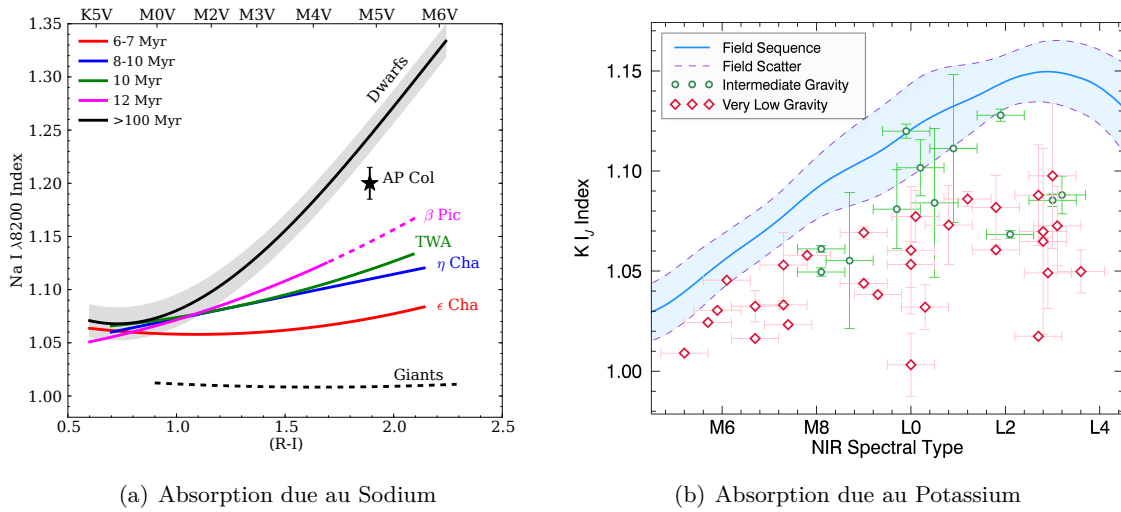 K5V M0V M2V M3V M4V M5V M6V
6-7 Myr
8-10 Myr
10 Myr
12 Myr
>100 Myr
Dwarfs
AP Col
β Pic
TWA
η Cha
ϵ Cha
Giants
Na I λ8200 Index
1.35
1.30
1.25
1.20
1.15
1.10
1.05
1.00
0.5 1.0 1.5 2.0 2.5
(R-I)
(a) Absorption due au Sodium
Field Sequence
Field Scatter
Intermediate Gravity
Very Low Gravity
K I_J Index
1.15
1.10
1.05
1.00
M6 M8 L0 L2 L4
NIR Spectral Type
(b) Absorption due au Potassium